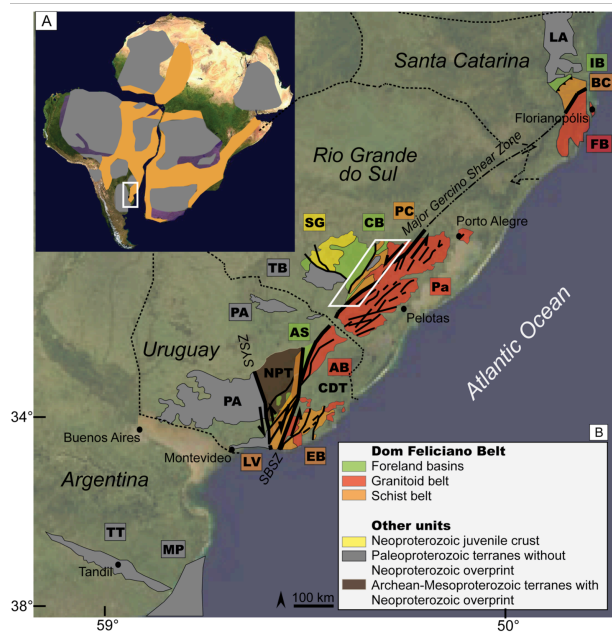 A
Santa Catarina
LA
IB
BC
Florianopólis
FB
Major Gercino Shear Zone
Rio Grande
do Sul
SG
CB
PC
Porto Alegre
TB
Pa
PA
Pelotas
AS
SYSZ
Uruguay
NPT
AB
CDT
PA
Atlantic Ocean
34°
Buenos Aires
Montevideo
LV
SBSZ
EB
B
Argentina
TT
MP
Tandil
38°
59°
50°
100 km
Dom Feliciano Belt
Foreland basins
Granitoid belt
Schist belt
Other units
Neoproterozoic juvenile crust
Paleoproterozoic terranes without
Neoproterozoic overprint
Archean-Mesoproterozoic terranes with
Neoproterozoic overprint